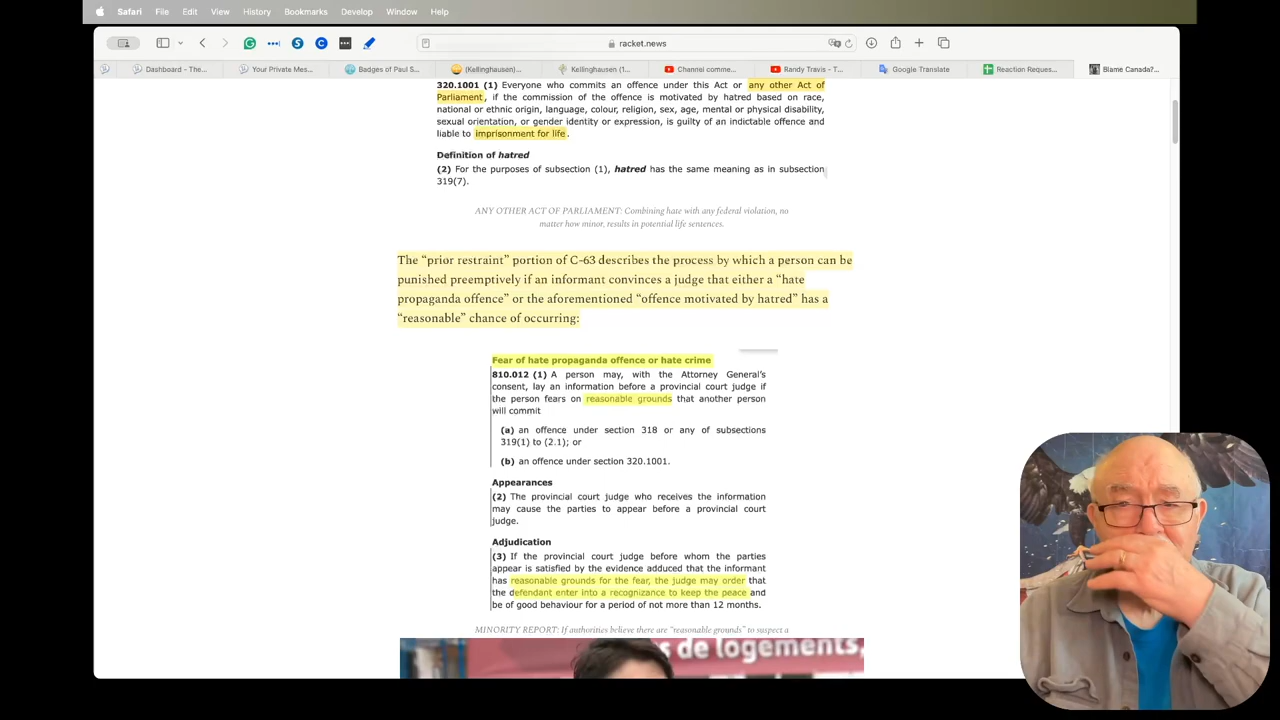 Safari File Edit View History Bookmarks Develop Window Help
racket.news
Dashboard - The... Your Private Mes... Badges of Paul S... (Kellinghausen)... Kellinghausen (1... Channel comme... Randy Travis - T... Google Translate Reaction Reques... Blame Canada?...
320.1001 (1) Everyone who commits an offence under this Act or any other Act of
Parliament, if the commission of the offence is motivated by hatred based on race,
national or ethnic origin, language, colour, religion, sex, age, mental or physical disability,
sexual orientation, or gender identity or expression, is guilty of an indictable offence and
liable to imprisonment for life.
Definition of hatred
(2) For the purposes of subsection (1), hatred has the same meaning as in subsection
319(7).
ANY OTHER ACT OF PARLIAMENT: Combining hate with any federal violation, no
matter how minor, results in potential life sentences.
The “prior restraint” portion of C-63 describes the process by which a person can be
punished preemptively if an informant convinces a judge that either a “hate
propaganda offence” or the aforementioned “offence motivated by hatred” has a
“reasonable” chance of occurring:
Fear of hate propaganda offence or hate crime
810.012 (1) A person may, with the Attorney General’s
consent, lay an information before a provincial court judge if
the person fears on reasonable grounds that another person
will commit
(a) an offence under section 318 or any of subsections
319(1) to (2.1); or
(b) an offence under section 320.1001.
Appearances
(2) The provincial court judge who receives the information
may cause the parties to appear before a provincial court
judge.
Adjudication
(3) If the provincial court judge before whom the parties
appear is satisfied by the evidence adduced that the informant
has reasonable grounds for the fear, the judge may order that
the defendant enter into a recognizance to keep the peace and
be of good behaviour for a period of not more than 12 months.
MINORITY REPORT: If authorities believe there are “reasonable grounds” to suspect a
s de logements,